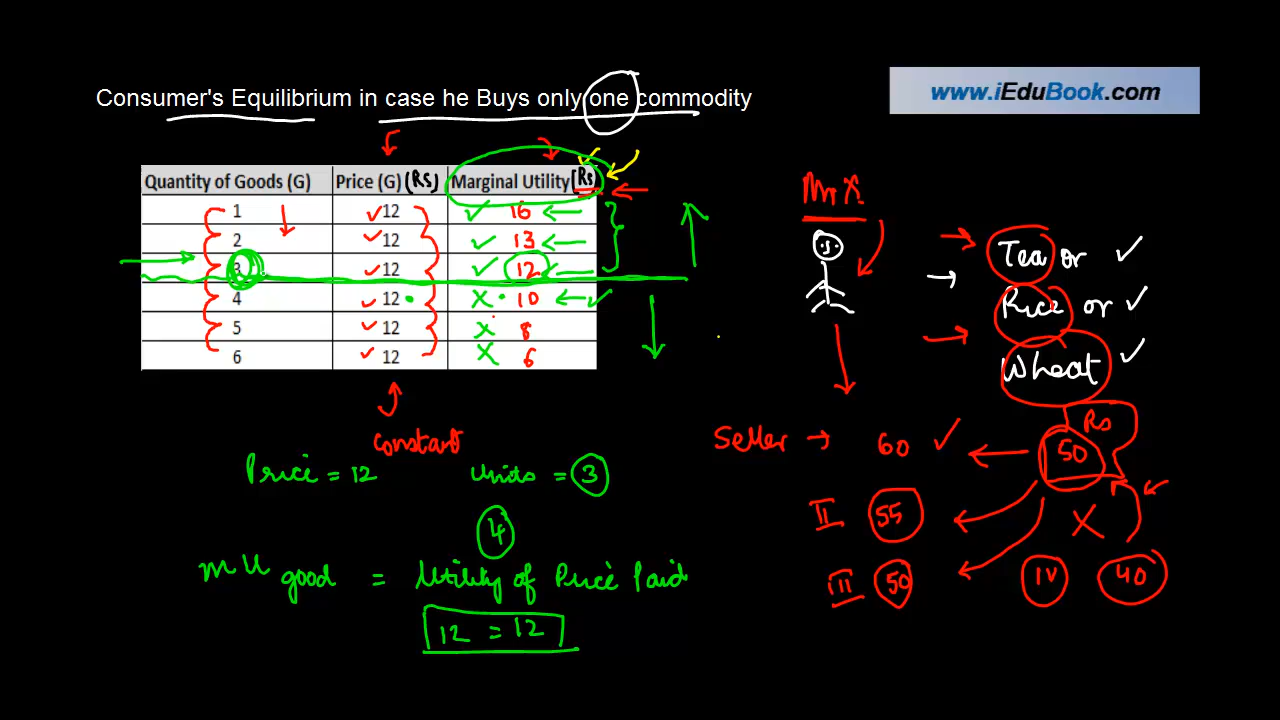 Consumer's Equilibrium in case he Buys only one commodity
www.iEduBook.com
Quantity of Goods (G) Price (G) (Rs) Marginal Utility [Rs]
1 12 16
2 12 13
3 12 12
4 12 10
5 12 8
6 12 6
Constant
Price = 12 Units = 3
4
MU good = Utility of Price Paid
12 = 12
Mr X
Tea or
Rice or
Wheat
Rs
Seller → 60 50
II 55 X
III 50 IV 40